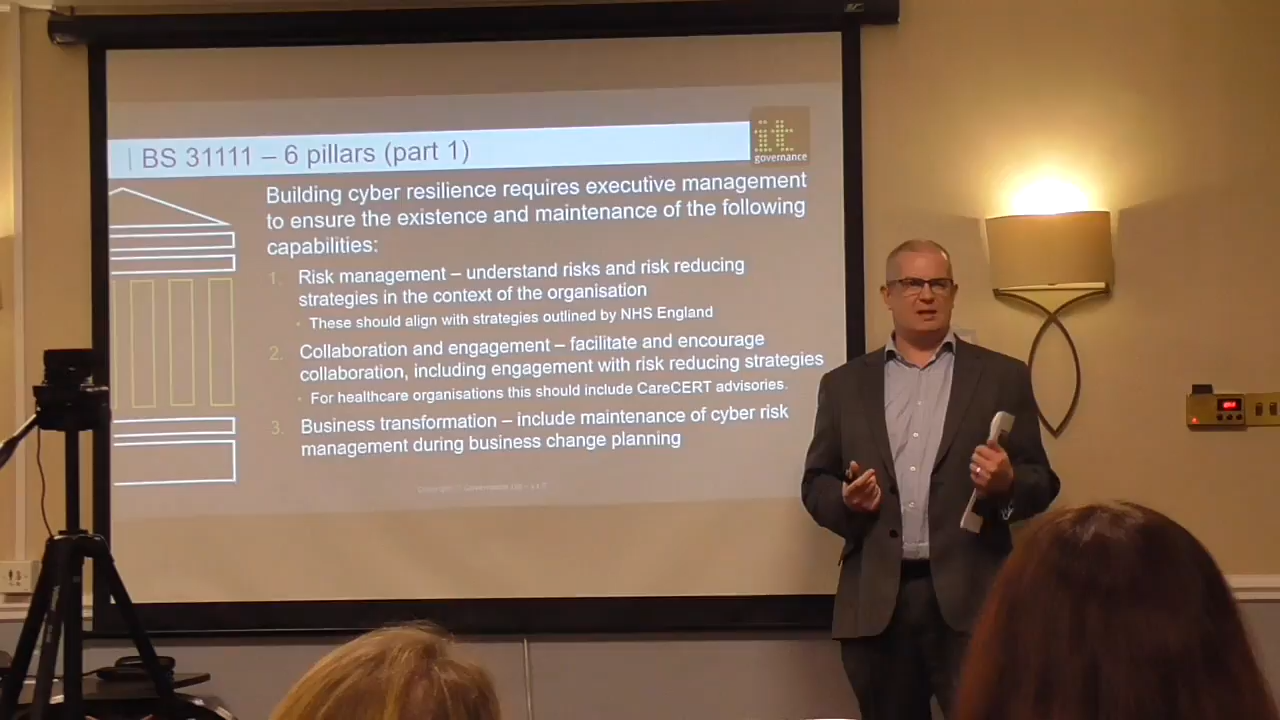 BS 31111 – 6 pillars (part 1)
it
governance
Building cyber resilience requires executive management
to ensure the existence and maintenance of the following
capabilities:
1. Risk management – understand risks and risk reducing
strategies in the context of the organisation
• These should align with strategies outlined by NHS England
2. Collaboration and engagement – facilitate and encourage
collaboration, including engagement with risk reducing strategies
• For healthcare organisations this should include CareCERT advisories.
3. Business transformation – include maintenance of cyber risk
management during business change planning